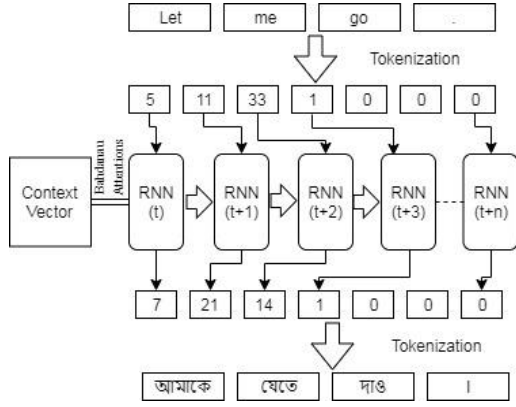 Let me go .
Tokenization
5 11 33 1 0 0 0
Bahdanau
Attentions
Context
Vector
RNN
(t)
RNN
(t+1)
RNN
(t+2)
RNN
(t+3)
RNN
(t+n)
7 21 14 1 0 0 0
Tokenization
আমাকে যেতে দাও ।